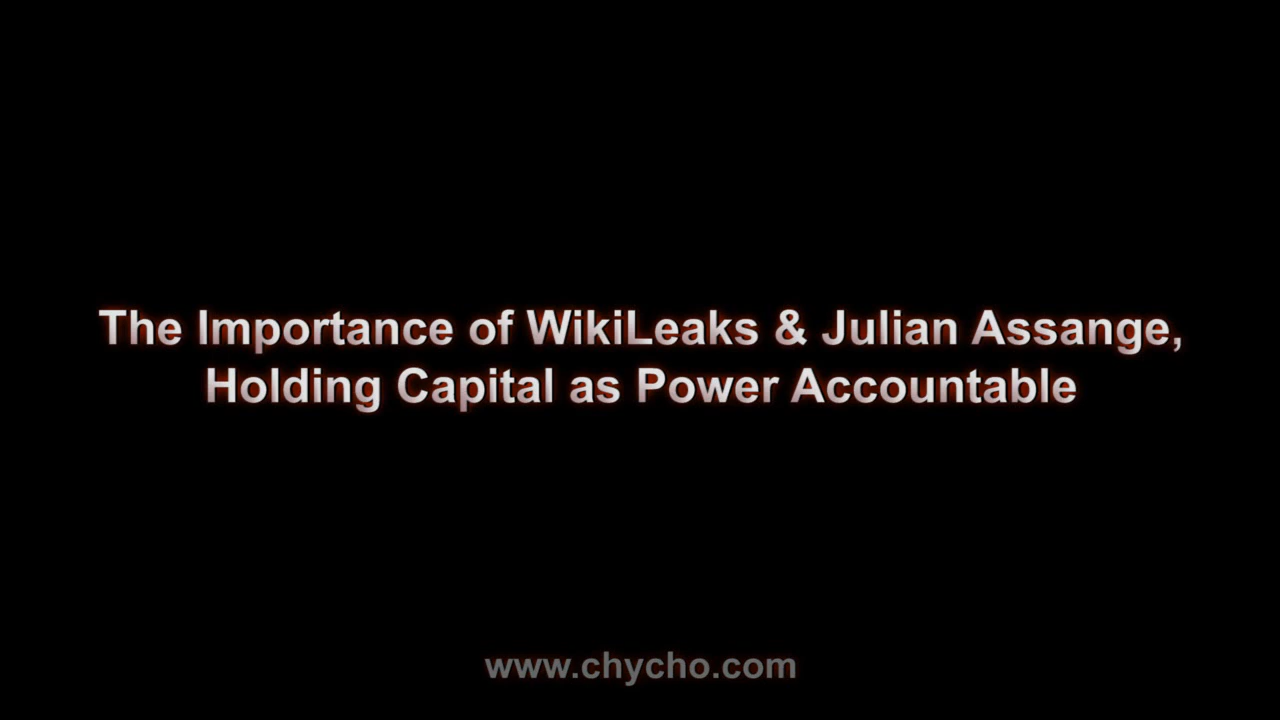 The Importance of WikiLeaks & Julian Assange,
Holding Capital as Power Accountable
www.chycho.com